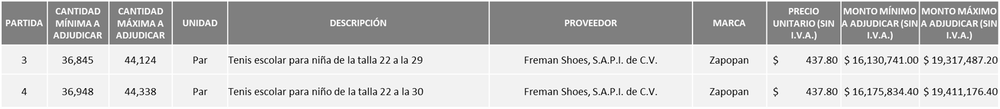 PARTIDA CANTIDAD MÍNIMA A ADJUDICAR CANTIDAD MÁXIMA A ADJUDICAR UNIDAD DESCRIPCIÓN PROVEEDOR MARCA PRECIO UNITARIO (SIN I.V.A.) MONTO MÍNIMO A ADJUDICAR (SIN I.V.A.) MONTO MÁXIMO A ADJUDICAR (SIN I.V.A.)
3 36,845 44,124 Par Tenis escolar para niña de la talla 22 a la 29 Freman Shoes, S.A.P.I. de C.V. Zapopan $ 437.80 $ 16,130,741.00 $ 19,317,487.20
4 36,948 44,338 Par Tenis escolar para niño de la talla 22 a la 30 Freman Shoes, S.A.P.I. de C.V. Zapopan $ 437.80 $ 16,175,834.40 $ 19,411,176.40